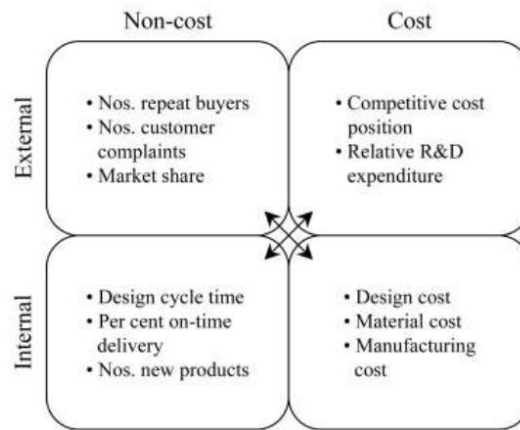 Non-cost
Cost
External
• Nos. repeat buyers
• Nos. customer
complaints
• Market share
• Competitive cost
position
• Relative R&D
expenditure
Internal
• Design cycle time
• Per cent on-time
delivery
• Nos. new products
• Design cost
• Material cost
• Manufacturing
cost